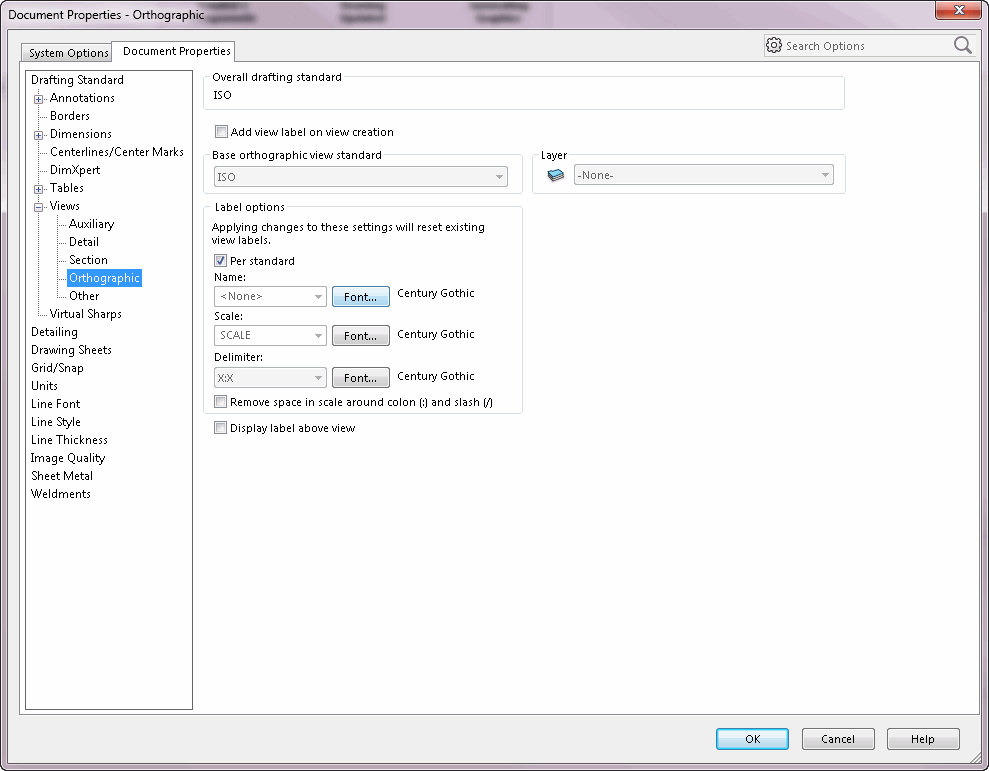 Document Properties - Orthographic
System Options
Document Properties
Search Options
Drafting Standard
Annotations
Borders
Dimensions
Centerlines/Center Marks
DimXpert
Tables
Views
Auxiliary
Detail
Section
Orthographic
Other
Virtual Sharps
Detailing
Drawing Sheets
Grid/Snap
Units
Line Font
Line Style
Line Thickness
Image Quality
Sheet Metal
Weldments
Overall drafting standard
ISO
Add view label on view creation
Base orthographic view standard
ISO
Layer
-None-
Label options
Applying changes to these settings will reset existing
view labels.
Per standard
Name:
<None> Font... Century Gothic
Scale:
SCALE Font... Century Gothic
Delimiter:
X:X Font... Century Gothic
Remove space in scale around colon (:) and slash (/)
Display label above view
OK Cancel Help